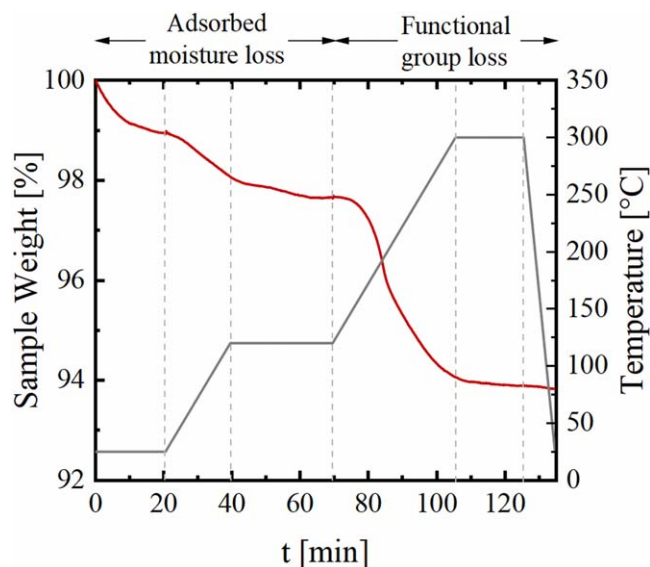 Adsorbed
moisture loss
Functional
group loss
Sample Weight [%]
100
98
96
94
92
Temperature [°C]
350
300
250
200
150
100
50
0
0 20 40 60 80 100 120
t [min]